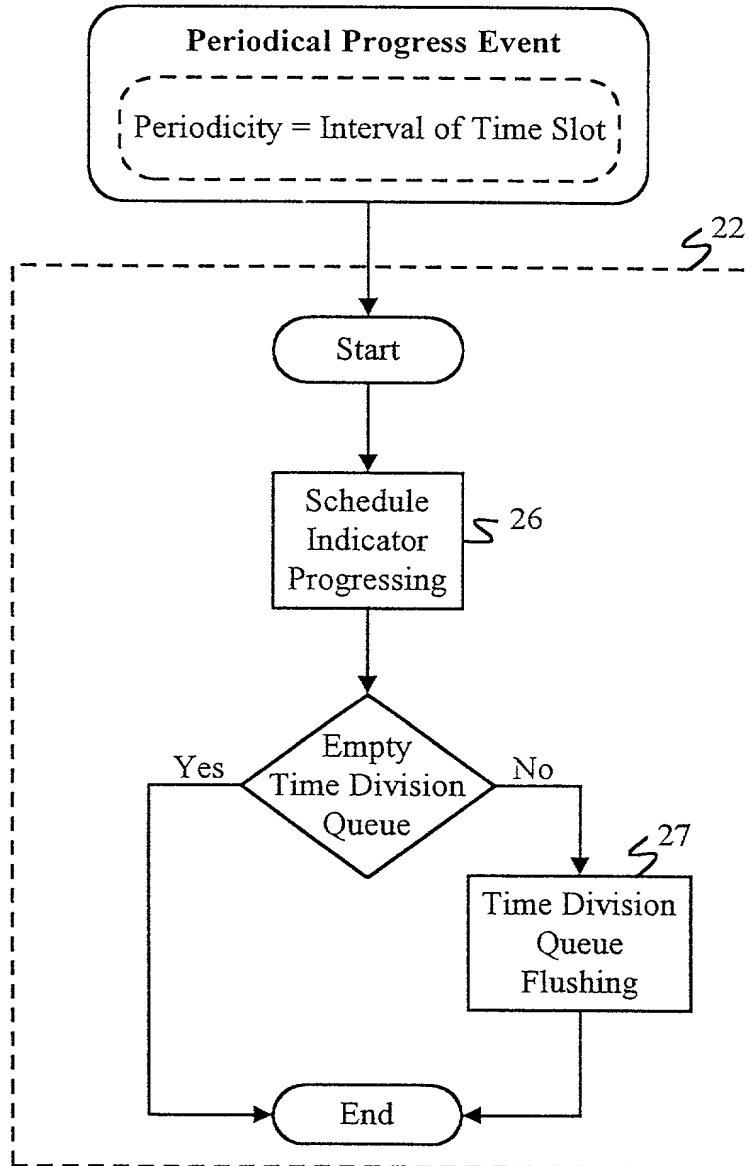 Periodical Progress Event
Periodicity = Interval of Time Slot
22
Start
Schedule
Indicator
Progressing
26
Empty
Time Division
Queue
Yes
No
27
Time Division
Queue
Flushing
End